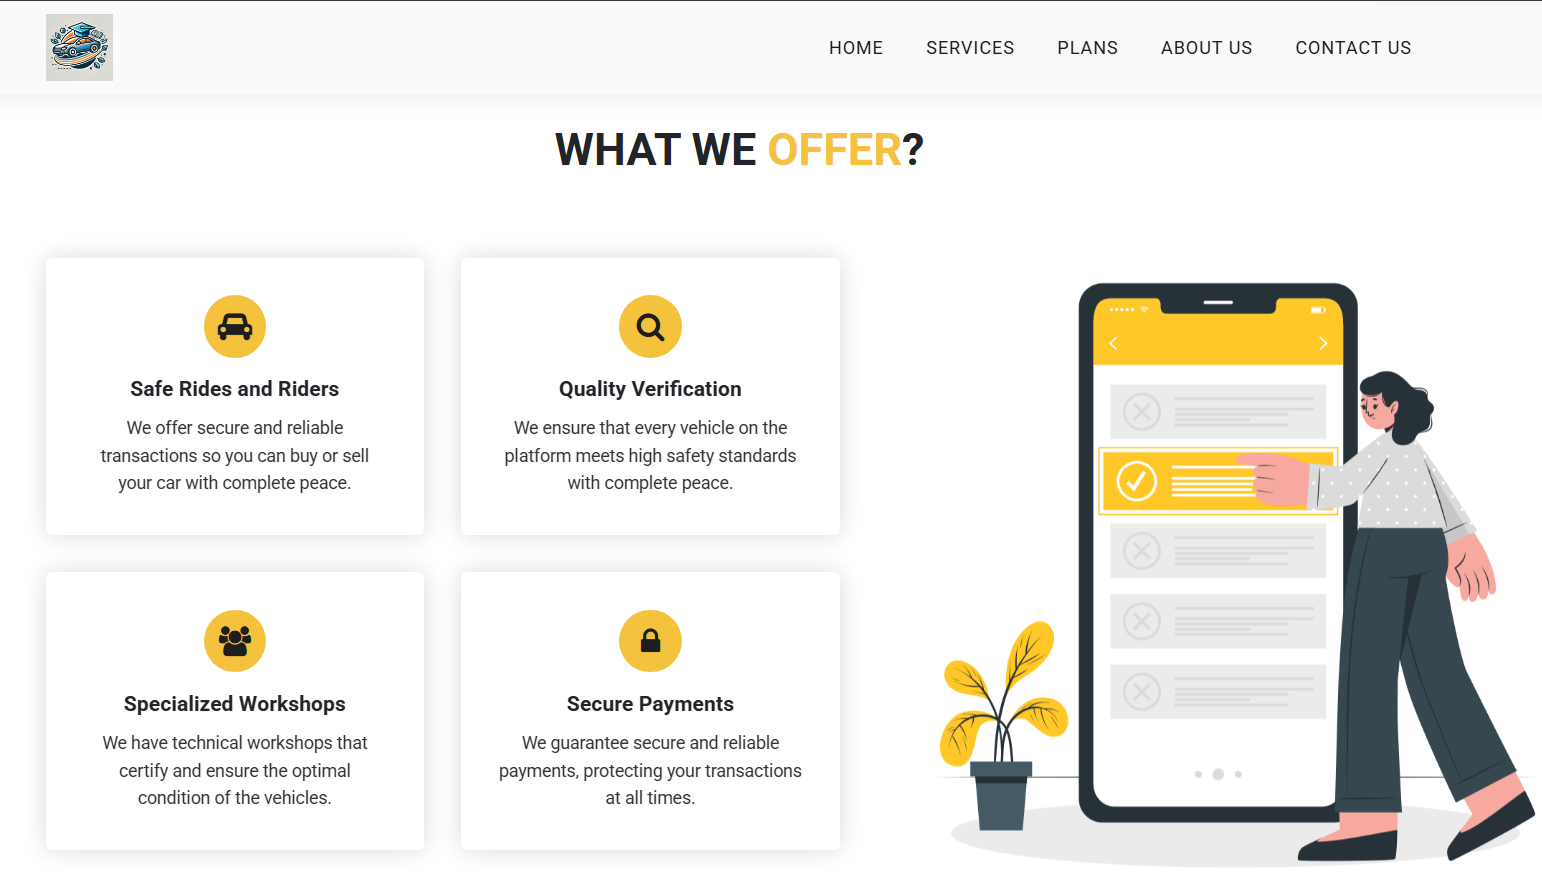 HOME SERVICES PLANS ABOUT US CONTACT US
WHAT WE OFFER?
Safe Rides and Riders
We offer secure and reliable
transactions so you can buy or sell
your car with complete peace.
Quality Verification
We ensure that every vehicle on the
platform meets high safety standards
with complete peace.
Specialized Workshops
We have technical workshops that
certify and ensure the optimal
condition of the vehicles.
Secure Payments
We guarantee secure and reliable
payments, protecting your transactions
at all times.